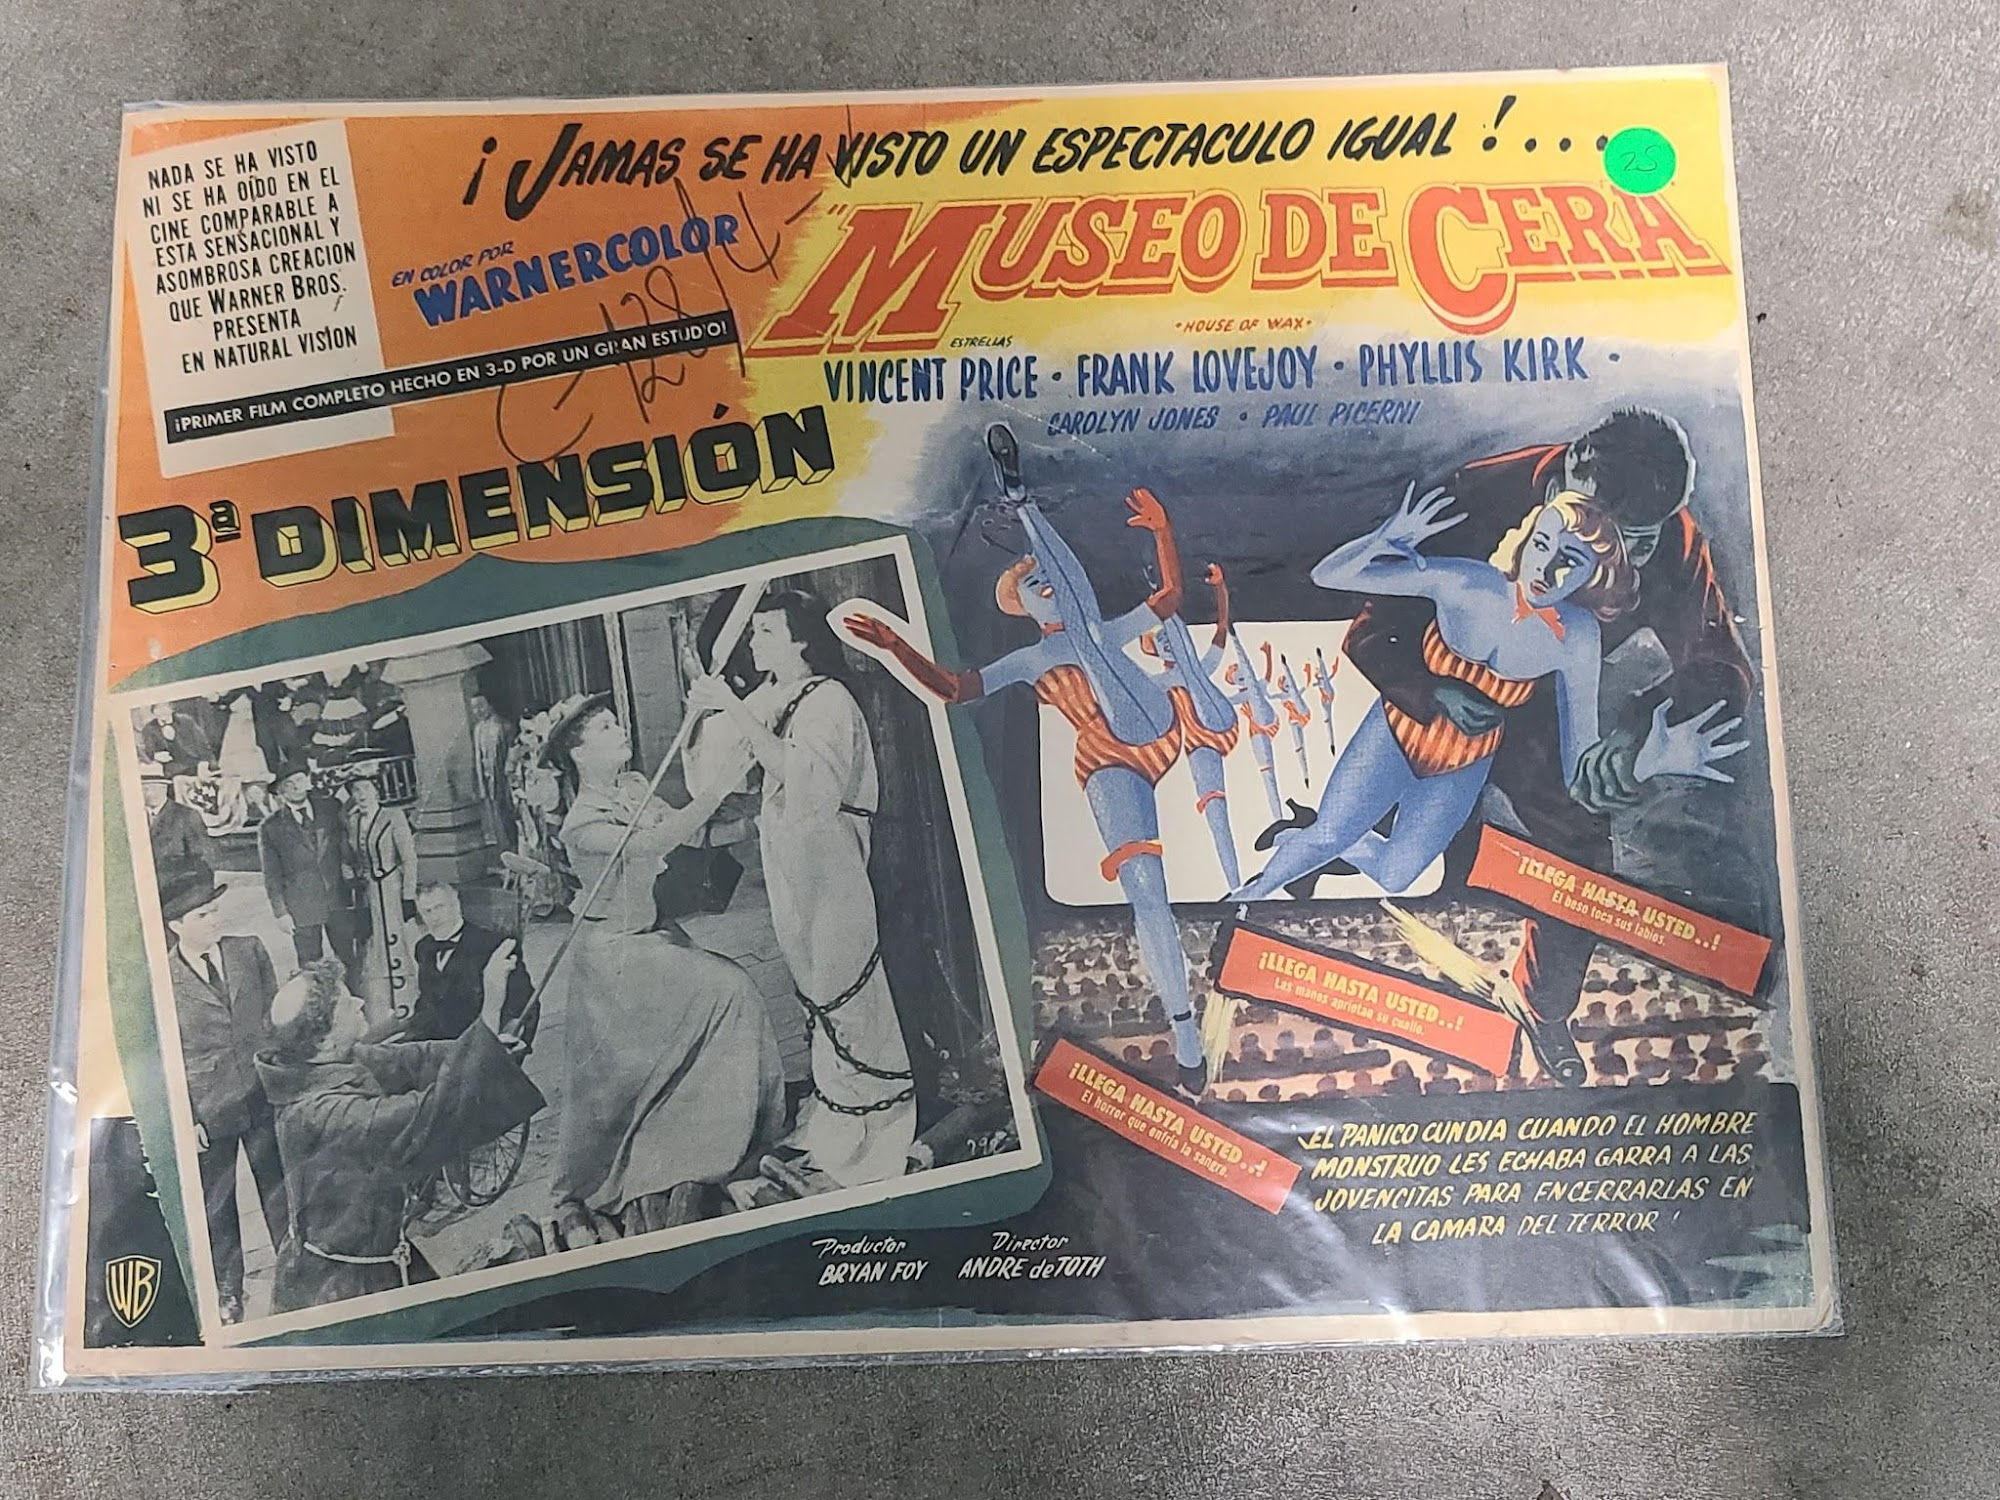 ¡JAMAS SE HA VISTO UN ESPECTACULO IGUAL!...
25
NADA SE HA VISTO
NI SE HA OÍDO EN EL
CINE COMPARABLE A
ESTA SENSACIONAL Y
ASOMBROSA CREACION
QUE WARNER BROS.
PRESENTA
EN NATURAL VISION
EN COLOR POR
WARNERCOLOR
¡PRIMER FILM COMPLETO HECHO EN 3-D POR UN GRAN ESTUDIO!
3ª DIMENSIÓN
"MUSEO DE CERA"
·HOUSE OF WAX·
ESTRELLAS
VINCENT PRICE · FRANK LOVEJOY · PHYLLIS KIRK ·
CAROLYN JONES · PAUL PICERNI
¡LLEGA HASTA USTED..!
El beso toca sus labios.
¡LLEGA HASTA USTED..!
Las manos aprietan su cuello.
¡LLEGA HASTA USTED..!
El horror que enfría la sangre.
EL PANICO CUNDIA CUANDO EL HOMBRE
MONSTRUO LES ECHABA GARRA A LAS
JOVENCITAS PARA ENCERRARLAS EN
LA CAMARA DEL TERROR
Productor
BRYAN FOY
Director
ANDRE deTOTH
WB